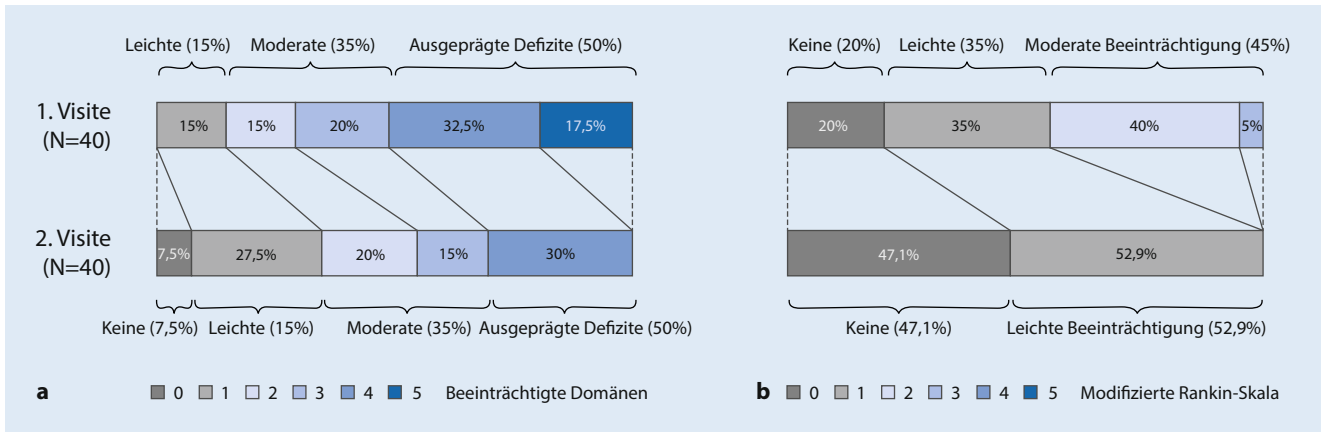 Leichte (15%) Moderate (35%) Ausgeprägte Defizite (50%)
1. Visite
(N=40)
15% 15% 20% 32,5% 17,5%
2. Visite
(N=40)
7,5% 27,5% 20% 15% 30%
Keine (7,5%) Leichte (15%) Moderate (35%) Ausgeprägte Defizite (50%)
a 0 1 2 3 4 5 Beeinträchtigte Domänen
Keine (20%) Leichte (35%) Moderate Beeinträchtigung (45%)
20% 35% 40% 5%
47,1% 52,9%
Keine (47,1%) Leichte Beeinträchtigung (52,9%)
b 0 1 2 3 4 5 Modifizierte Rankin-Skala